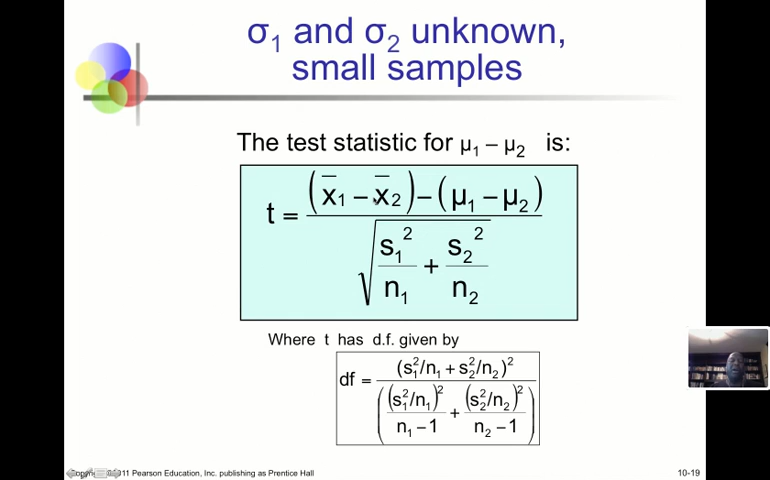 σ₁ and σ₂ unknown,
small samples
The test statistic for μ₁ – μ₂ is:
t = ((x̄₁ – x̄₂) – (μ₁ – μ₂)) / √(s₁²/n₁ + s₂²/n₂)
Where t has d.f. given by
df = (s₁²/n₁ + s₂²/n₂)² / ((s₁²/n₁)²/(n₁ – 1) + (s₂²/n₂)²/(n₂ – 1))
11 Pearson Education, Inc. publishing as Prentice Hall
10-19